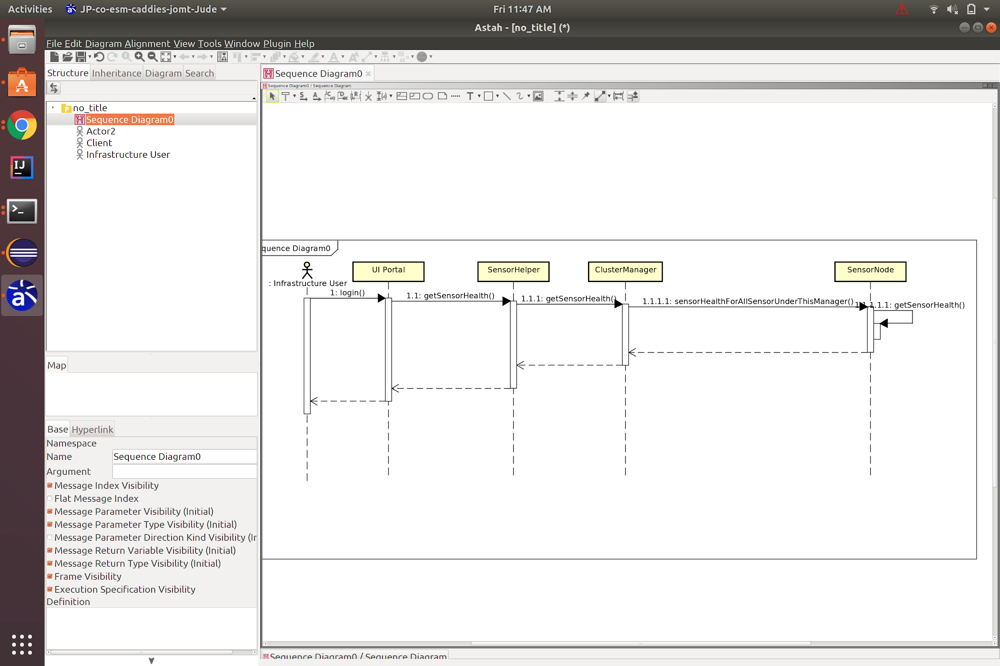 Activities JP-co-esm-caddies-jomt-Jude Fri 11:47 AM
Astah - [no_title] (*)
File Edit Diagram Alignment View Tools Window Plugin Help
Structure Inheritance Diagram Search
no_title
Sequence Diagram0
Actor2
Client
Infrastructure User
Map
Base Hyperlink
Namespace
Name Sequence Diagram0
Argument
Message Index Visibility
Flat Message Index
Message Parameter Visibility (Initial)
Message Parameter Type Visibility (Initial)
Message Parameter Direction Kind Visibility (Ir
Message Return Variable Visibility (Initial)
Message Return Type Visibility (Initial)
Frame Visibility
Execution Specification Visibility
Definition
Sequence Diagram0
Sequence Diagram0 / Sequence Diagram
quence Diagram0
UI Portal SensorHelper ClusterManager SensorNode
: Infrastructure User
1: login()
1.1: getSensorHealth()
1.1.1: getSensorHealth()
1.1.1.1: sensorHealthForAllSensorUnderThisManager()
1.1.1.1.1: getSensorHealth()
Sequence Diagram0 / Sequence Diagram